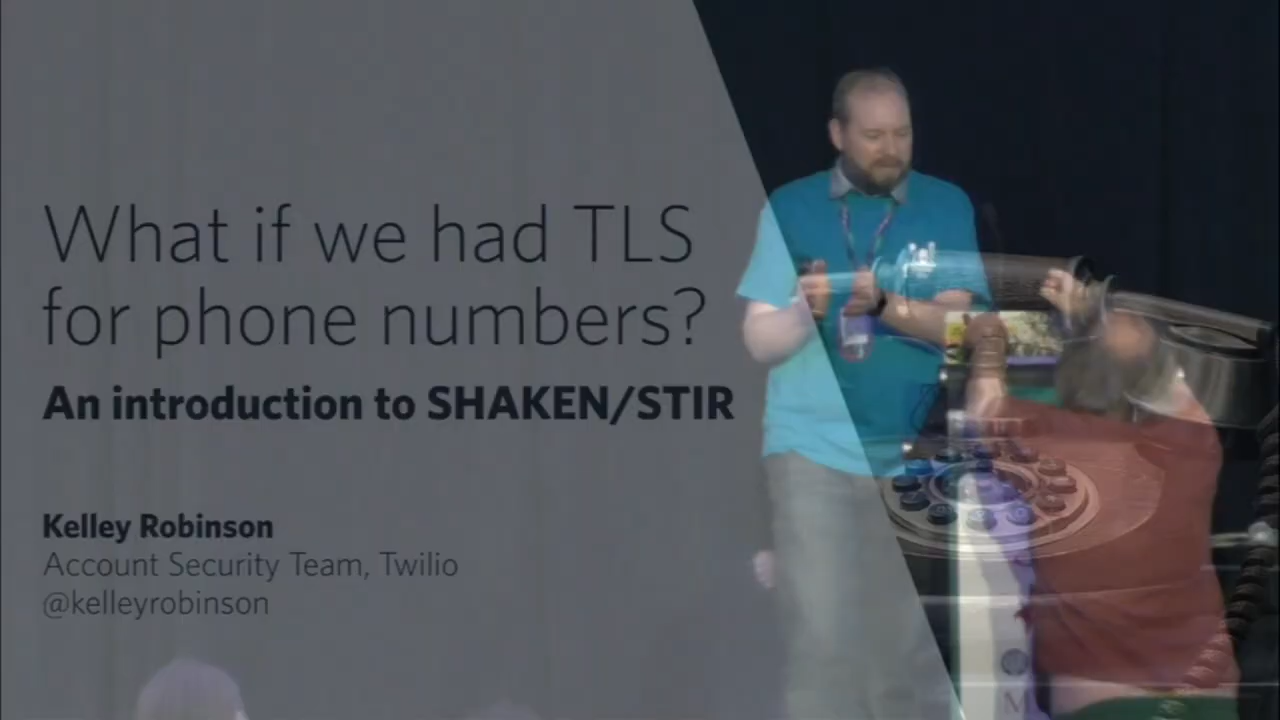 What if we had TLS
for phone numbers?
An introduction to SHAKEN/STIR
Kelley Robinson
Account Security Team, Twilio
@kelleyrobinson